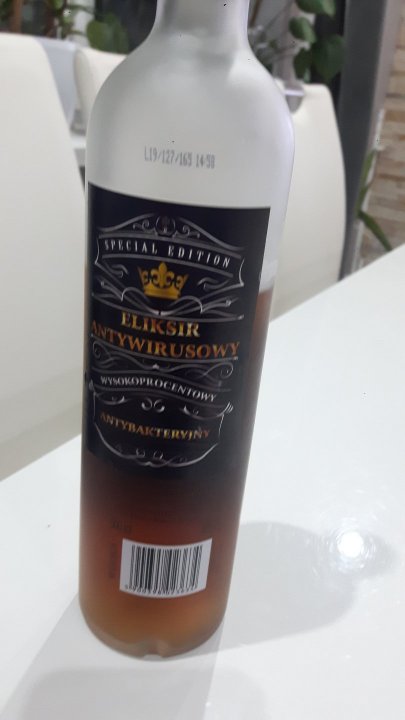 L19/127/165 14:58
SPECIAL EDITION
ELIKSIR
ANTYWIRUSOWY
WYSOKOPROCENTOWY
ANTYBAKTERYJNY